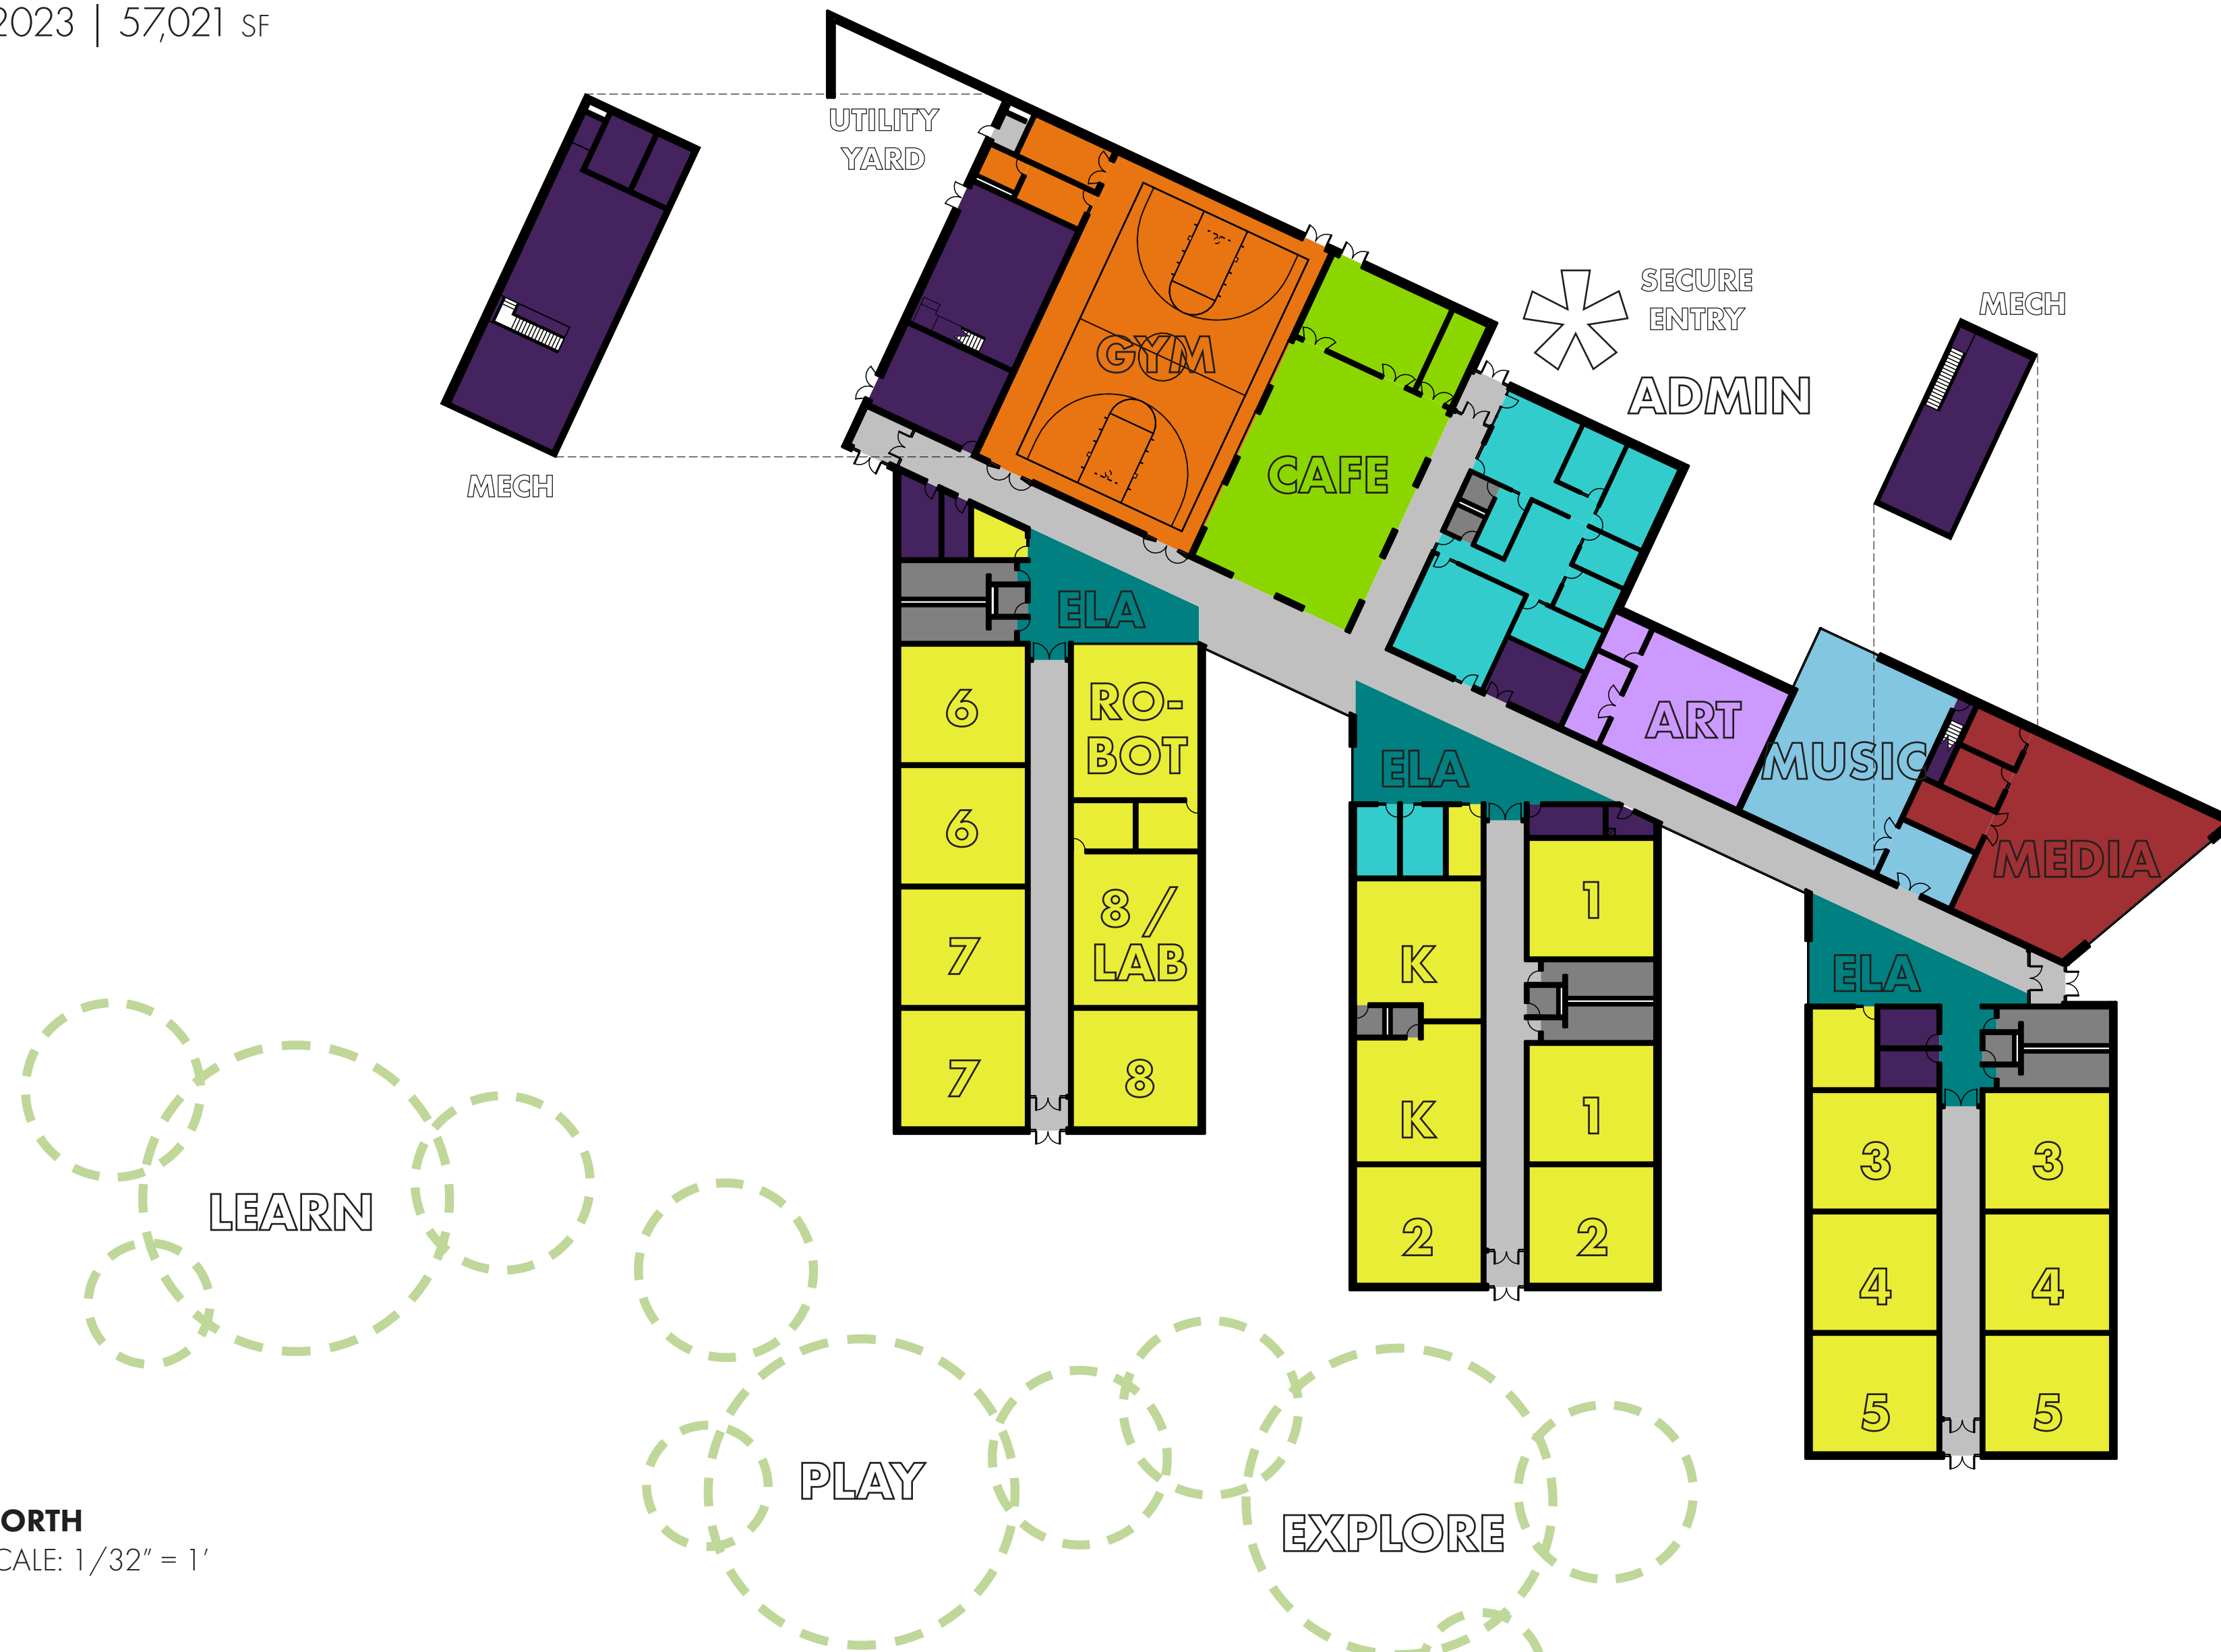 2023 | 57,021 SF
UTILITY
YARD
MECH
GYM
CAFE
SECURE
ENTRY
ADMIN
MECH
ELA
ELA
ELA
ART
MUSIC
MEDIA
6
6
7
7
RO-
BOT
8 /
LAB
8
K
K
2
1
1
2
3
4
5
3
4
5
LEARN
PLAY
EXPLORE
ORTH
CALE: 1/32" = 1'